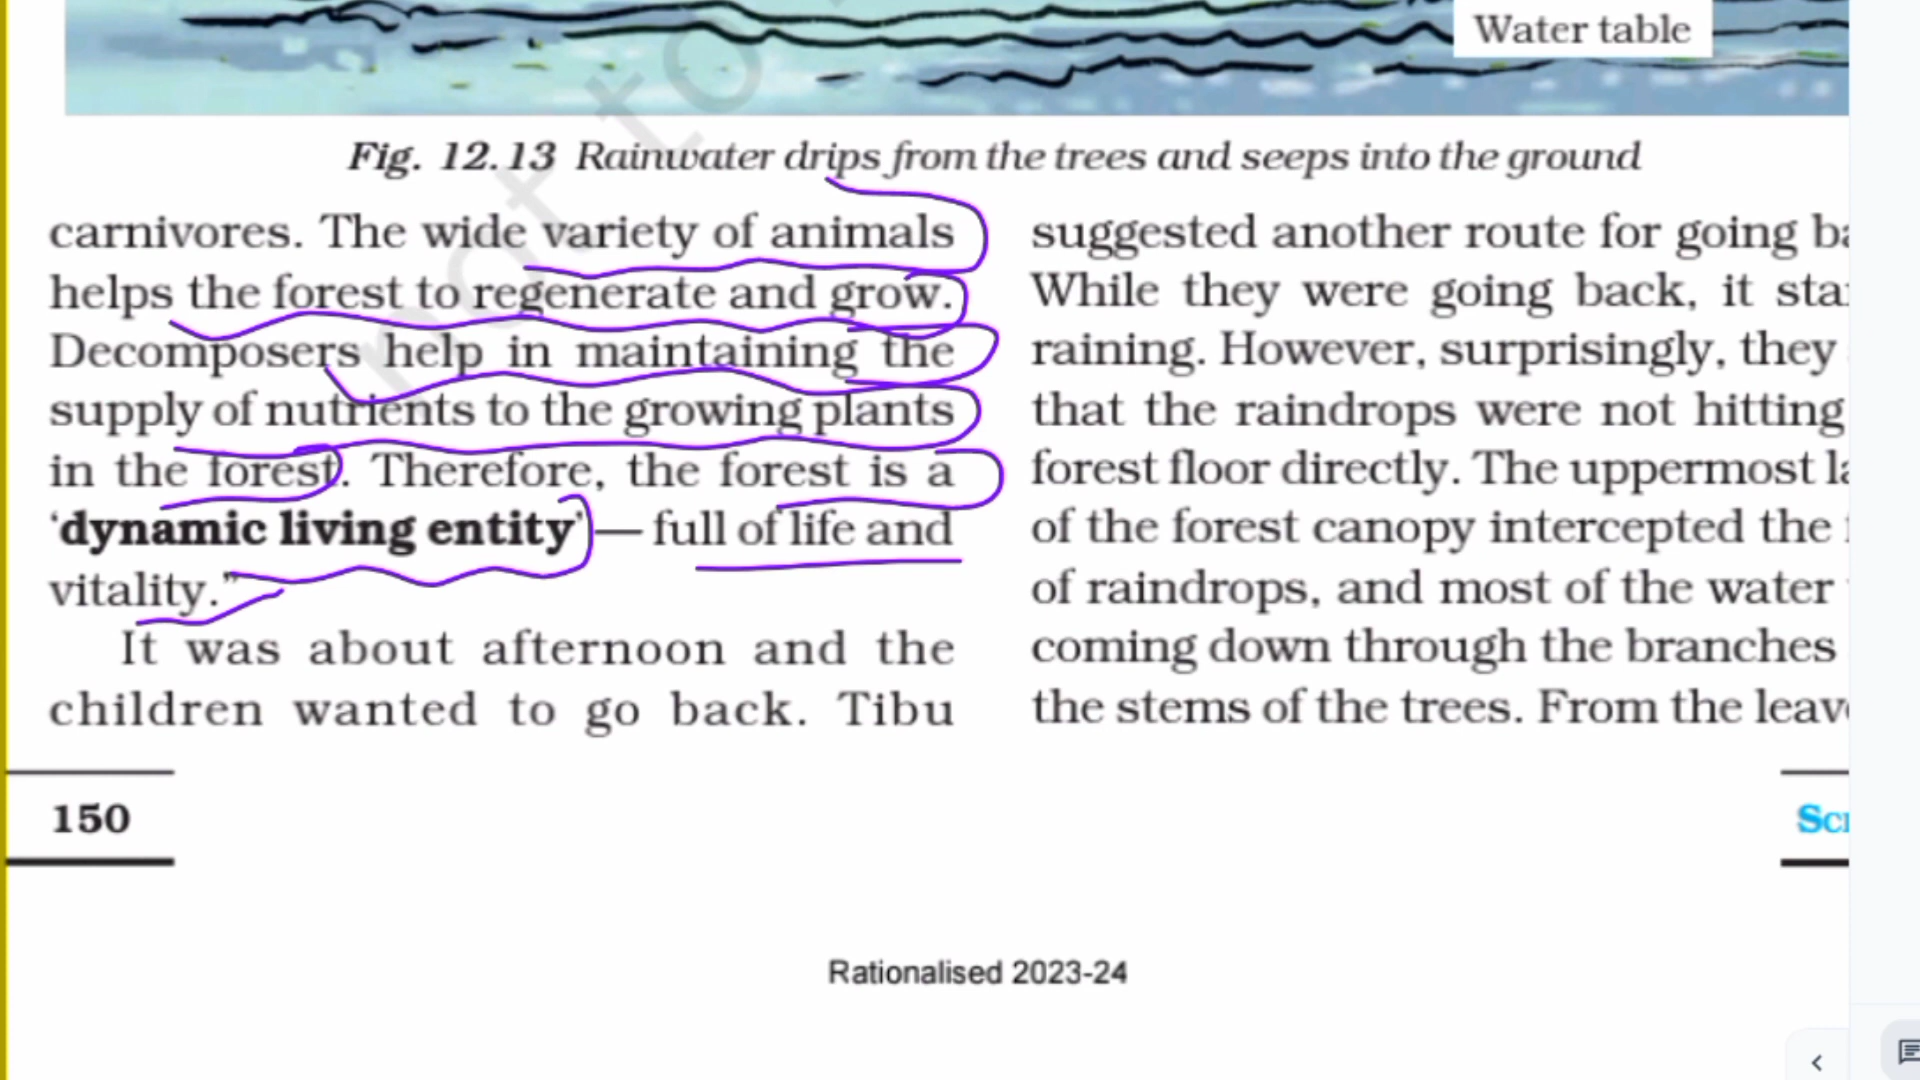 Water table
Fig. 12.13 Rainwater drips from the trees and seeps into the ground
carnivores. The wide variety of animals
helps the forest to regenerate and grow.
Decomposers help in maintaining the
supply of nutrients to the growing plants
in the forest. Therefore, the forest is a
‘dynamic living entity’— full of life and
vitality.”
It was about afternoon and the
children wanted to go back. Tibu
suggested another route for going
While they were going back, it
raining. However, surprisingly, they
that the raindrops were not hitting
forest floor directly. The uppermost
of the forest canopy intercepted the
of raindrops, and most of the water
coming down through the branches
the stems of the trees. From the
150
Rationalised 2023-24
not to